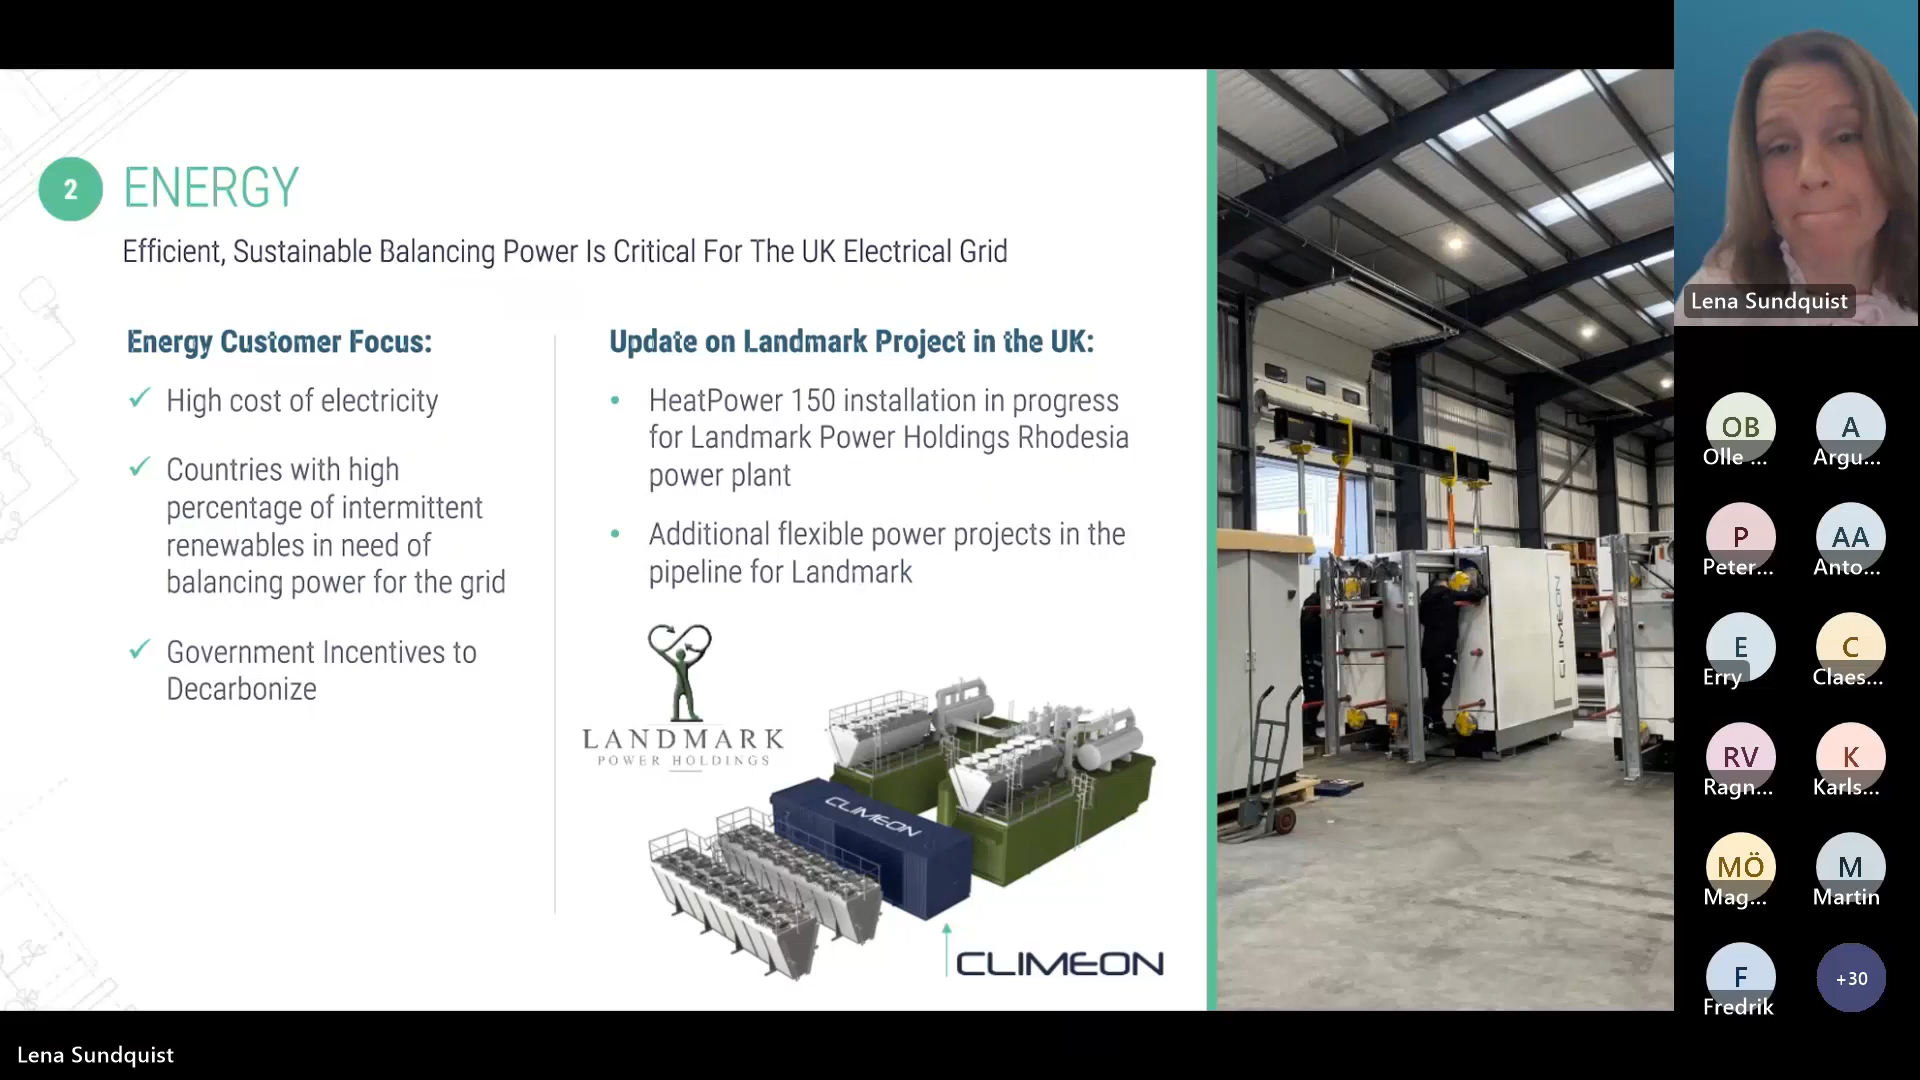 2
ENERGY
Efficient, Sustainable Balancing Power Is Critical For The UK Electrical Grid
Energy Customer Focus:
High cost of electricity
Countries with high
percentage of intermittent
renewables in need of
balancing power for the grid
Government Incentives to
Decarbonize
Update on Landmark Project in the UK:
HeatPower 150 installation in progress
for Landmark Power Holdings Rhodesia
power plant
Additional flexible power projects in the
pipeline for Landmark
LANDMARK
POWER HOLDINGS
CLIMEON
CLIMEON
CLIMEON
Lena Sundquist
OB
Olle ...
A
Argu...
P
Peter...
AA
Anto...
E
Erry
C
Claes...
RV
Ragn...
K
Karls...
MÖ
Mag...
M
Martin
F
Fredrik
+30
Lena Sundquist